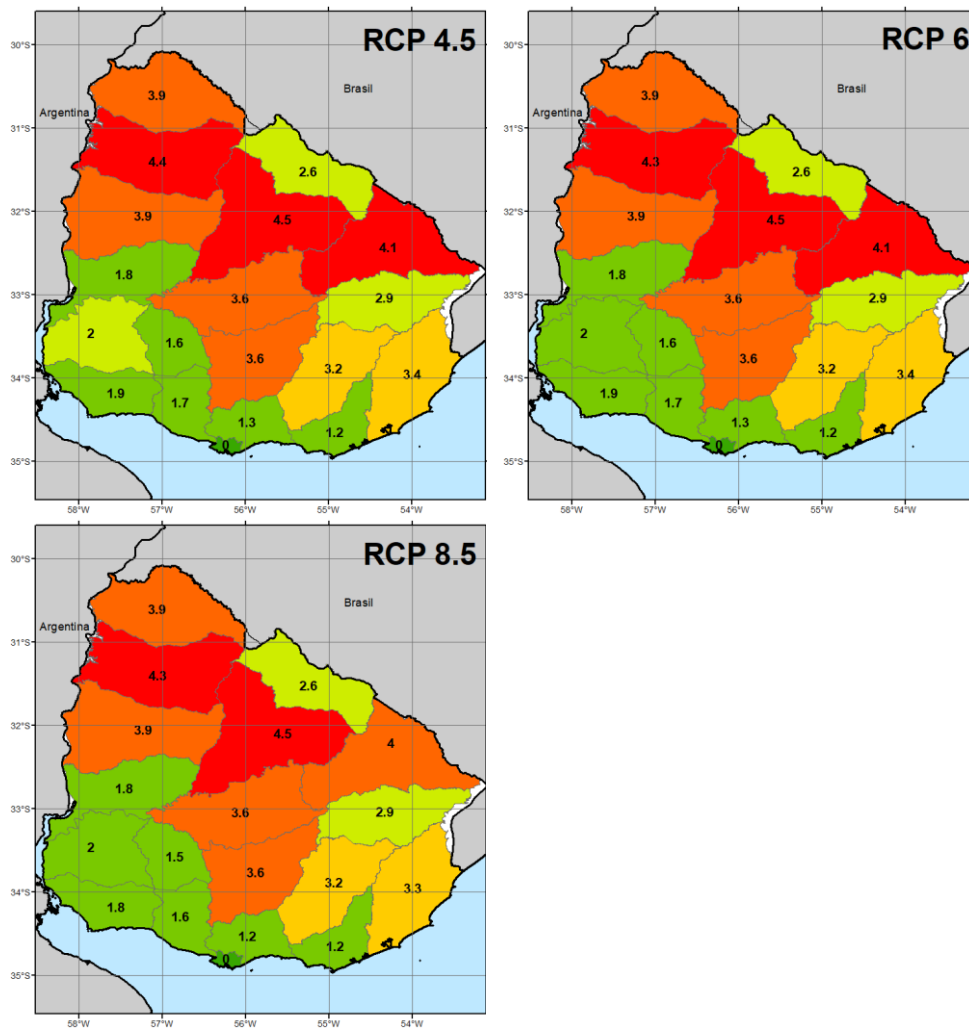 RCP 4.5
30°S
Brasil
3.9
Argentina
31°S
4.4
2.6
32°S
3.9
4.5
4.1
1.8
33°S
3.6
2.9
2
1.6
34°S
3.6
3.2
3.4
1.9
1.7
1.3
1.2
0
35°S
58°W 57°W 56°W 55°W 54°W
RCP 6
30°S
Brasil
3.9
Argentina
31°S
4.3
2.6
32°S
3.9
4.5
4.1
1.8
33°S
3.6
2.9
2
1.6
34°S
3.6
3.2
3.4
1.9
1.7
1.3
1.2
0
35°S
58°W 57°W 56°W 55°W 54°W
RCP 8.5
30°S
Brasil
3.9
Argentina
31°S
4.3
2.6
32°S
3.9
4.5
4
1.8
33°S
3.6
2.9
2
1.5
34°S
3.6
3.2
3.3
1.8
1.6
1.2
1.2
0
35°S
58°W 57°W 56°W 55°W 54°W